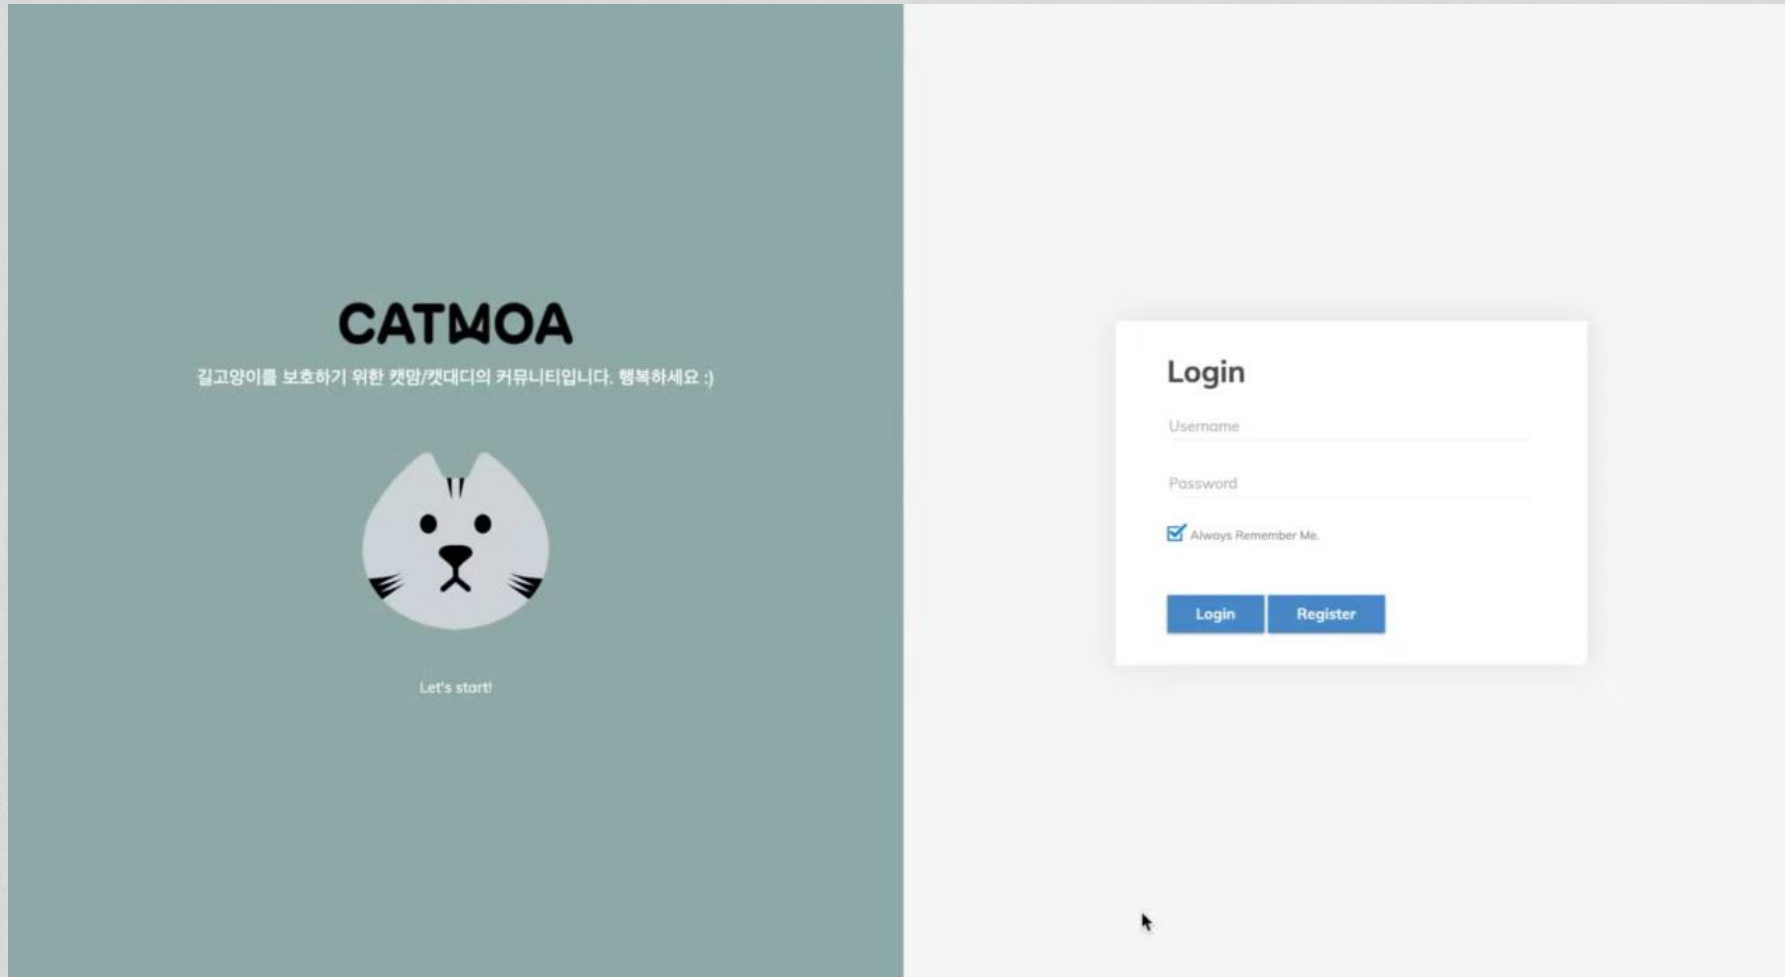 CATMOA
길고양이를 보호하기 위한 캣맘/캣대디의 커뮤니티입니다. 행복하세요 :)
Let's start!
Login
Username
Password
Always Remember Me.
Login
Register